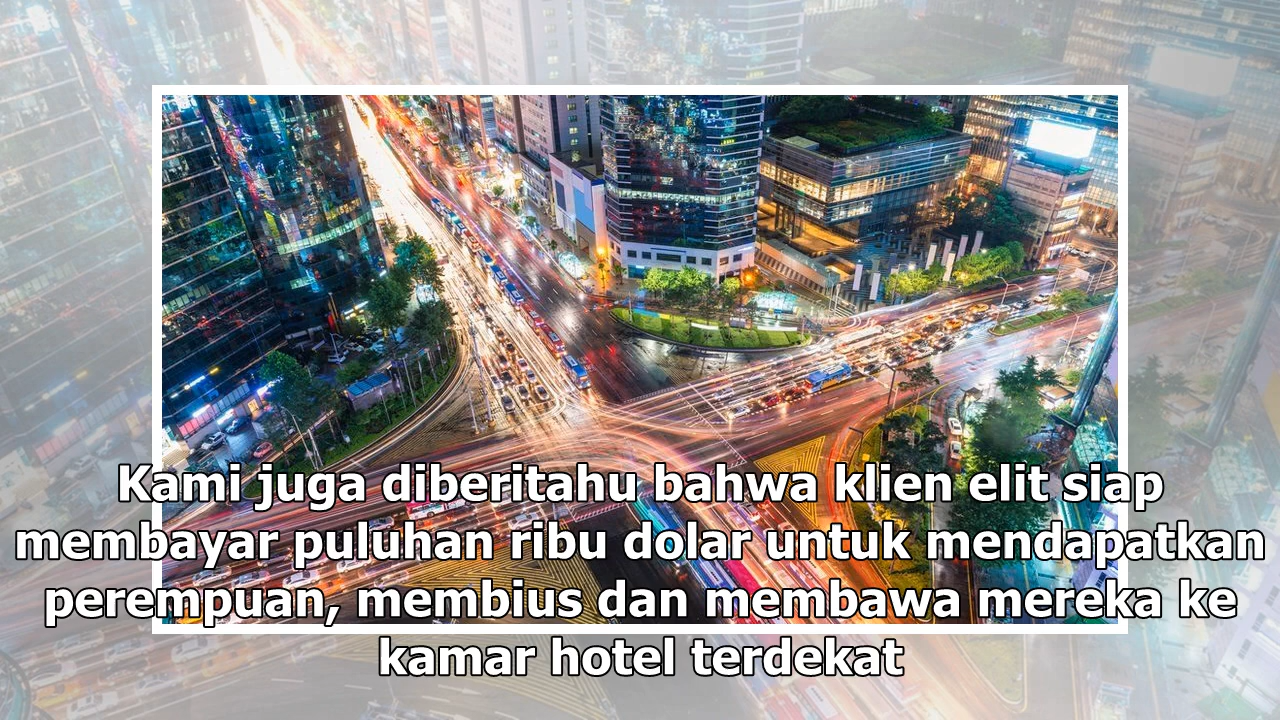 Kami juga diberitahu bahwa klien elit siap
membayar puluhan ribu dolar untuk mendapatkan
perempuan, membius dan membawa mereka ke
kamar hotel terdekat